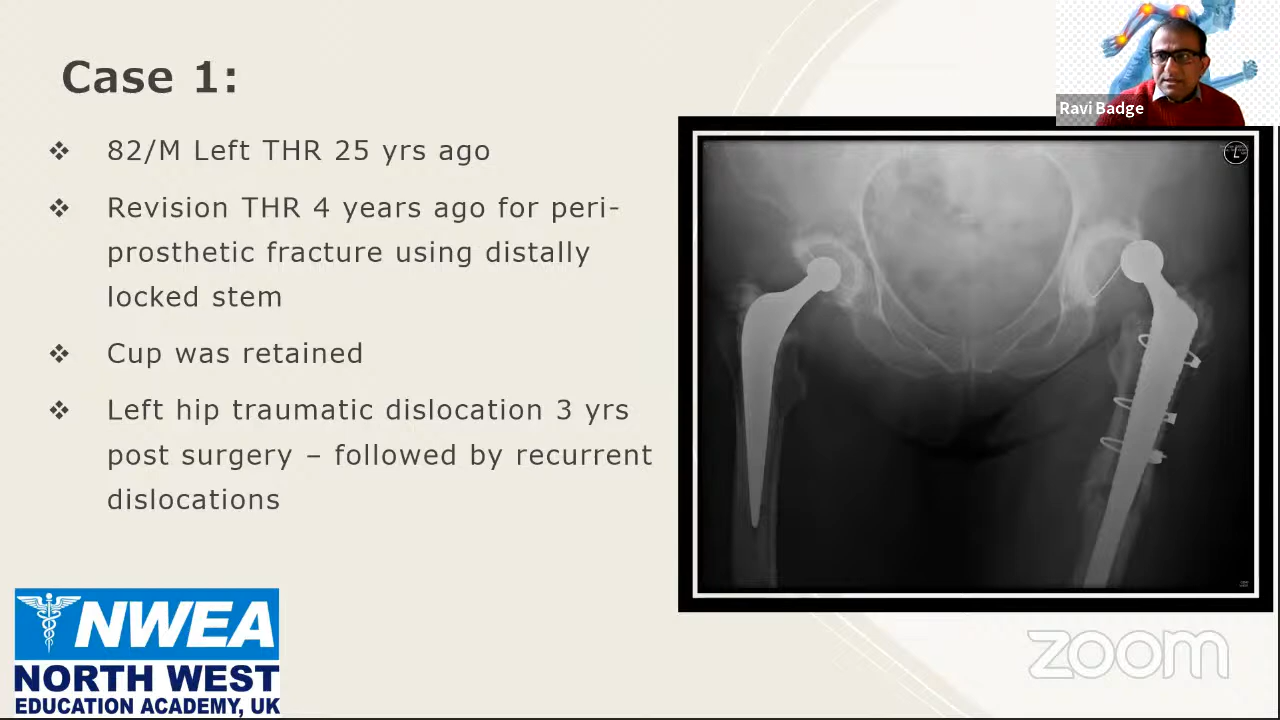 Case 1:
Ravi Badge
❖ 82/M Left THR 25 yrs ago
❖ Revision THR 4 years ago for peri-
prosthetic fracture using distally
locked stem
❖ Cup was retained
❖ Left hip traumatic dislocation 3 yrs
post surgery – followed by recurrent
dislocations
L
NWEA
NORTH WEST
EDUCATION ACADEMY, UK
zoom